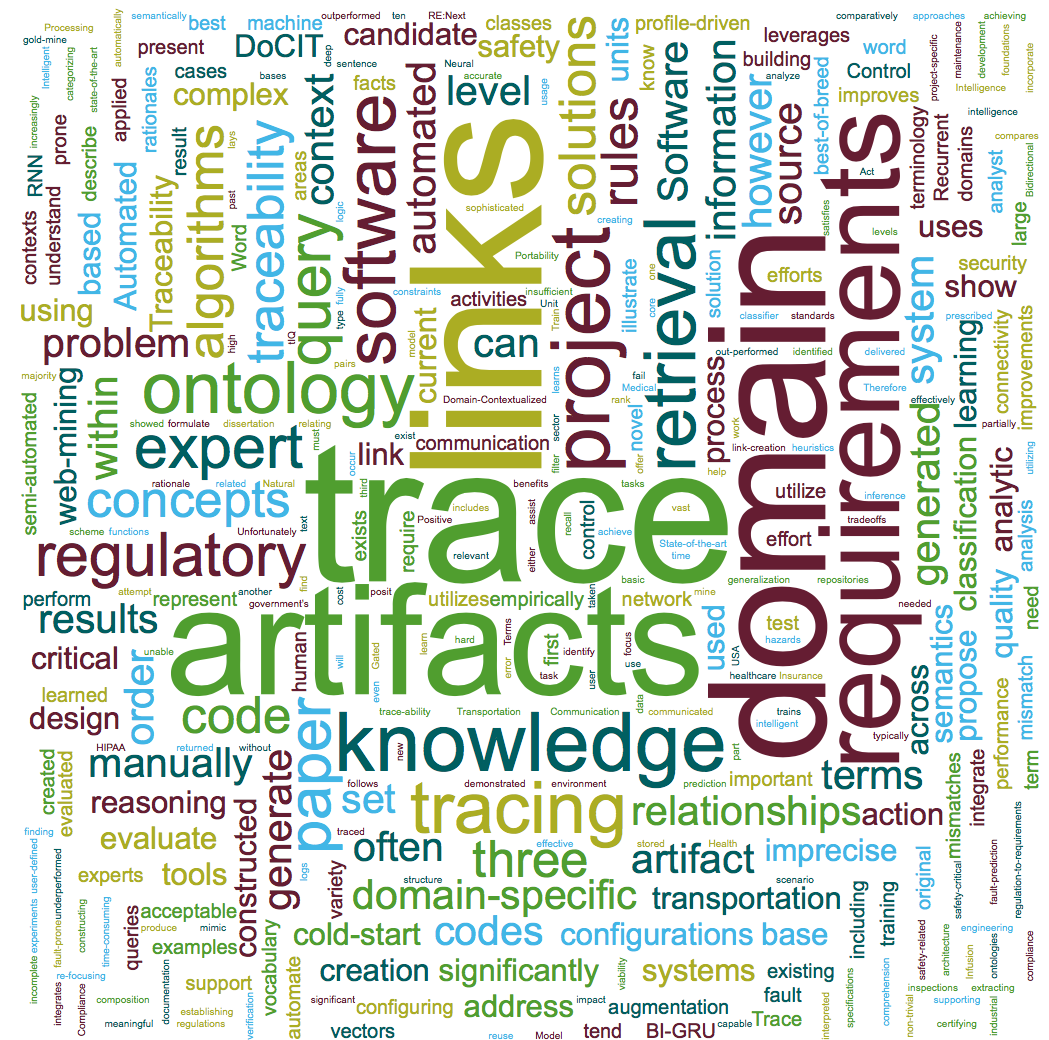 Processing
semantically
best
machine
outperformed
ten
RE:Next
candidate
classes
profile-driven
leverages
comparatively
approaches
achieving
gold-mine
Intelligent
categorizing
state-of-the-art
automatically
present
DoCIT
deep
sentence
Neural
safety
solutions
units
know
building
best-of-breed
word
Control
analyze
project-specific
maintenance
development
foundations
incorporate
Intelligence
increasingly
cases
bases
facts
accurate
level
usage
Software
information
however
source
improves
intelligence
RNN
prone
applied
rationales
result
complex
areas
context
automated
rules
requirements
Act
terminology
Recurrent
domains
analyst
compares
Bidirectional
large
contexts
understand
describe
based
Automated
Traceability
algorithms
lays
past
Word
traceability
logic
query
software
links
sophisticated
creating
Portability
project
retrieval
satisfies
levels
uses
using
high
tIQ
fully
type
constraints
activities
insufficient
Unit
Train
illustrate
one
core
solution
domain
efforts
classifier
standards
system
security
show
prescribed
connectivity
improvements
problem
pairs
model
current
can
learns
fail
Medical
rank
out-performed
identified
delivered
Therefore
effectively
majority
ontology
Domain-Contextualized
sector
novel
process
learning
partially
semi-automated
web-mining
within
showed
formulate
dissertation
relating
must
exist
occur
link
communication
filter
offer
work
link-creation
heuristics
utilizing
expert
rationale
related
Natural
third
benefits
tasks
help
utilize
inference
generated
classification
analytic
analysis
concepts
scheme
functions
Unfortunately
text
exists
require
trace
includes
Positive
assist
either
recall
control
achieve
vast
State-of-the-art
time
effort
tradeoffs
regulatory
attempt
another
government's
find
cost
posit
relevant
basic
generalization
repositories
perform
represent
utilizes
empirically
taken
network
mine
needed
need
results
unable
artifacts
human
will
even
Gated
learn
hard
error
Terms
task
first
identify
user
focus
use
used
USA
test
hazards
semantics
quality
critical
order
learned
design
code
trace-ability
Transportation
Communication
communicated
data
healthcare
Insurance
trains
intelligent
typically
across
propose
mismatch
HIPAA
returned
without
manually
knowledge
new
part
performance
created
evaluated
generate
paper
follows
demonstrated
environment
prediction
important
terms
mismatches
integrate
term
reasoning
constructed
set
traced
tracing
relationships
action
finding
evaluate
often
effective
stored
Health
user-defined
underperformed
experts
tools
logs
variety
structure
three
artifact
scenario
imprecise
original
safety-critical
fault-prediction
regulation-to-requirements
incomplete
experiments
fault-prone
constructing
time-consuming
acceptable
produce
mimic
queries
examples
vocabulary
domain-specific
transportation
including
training
cold-start
codes
configurations
base
safety-related
architecture
engineering
Infusion
ontologies
compliance
re-focusing
integrates
Compliance
composition
meaningful
documentation
support
establishing
regulations
verification
automate
creation
significantly
viability
systems
existing
fault
specifications
comprehension
inspections
extracting
supporting
non-trivial
certifying
industrial
significant
configuring
address
impact
augmentation
capable
Trace
interpreted
vectors
reuse
Model
tend
BI-GRU